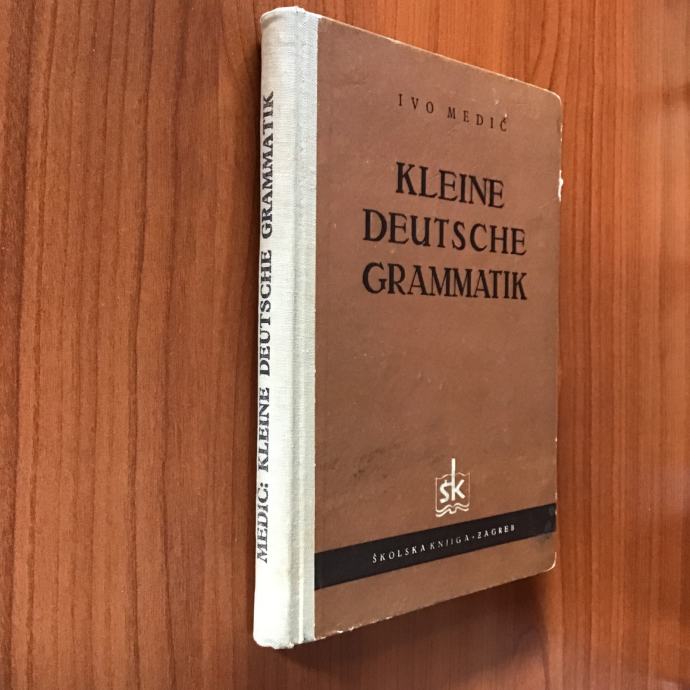 MEDIĆ: KLEINE DEUTSCHE GRAMMATIK
IVO MEDIĆ
KLEINE
DEUTSCHE
GRAMMATIK
ŠK
ŠKOLSKA KNJIGA - ZAGREB